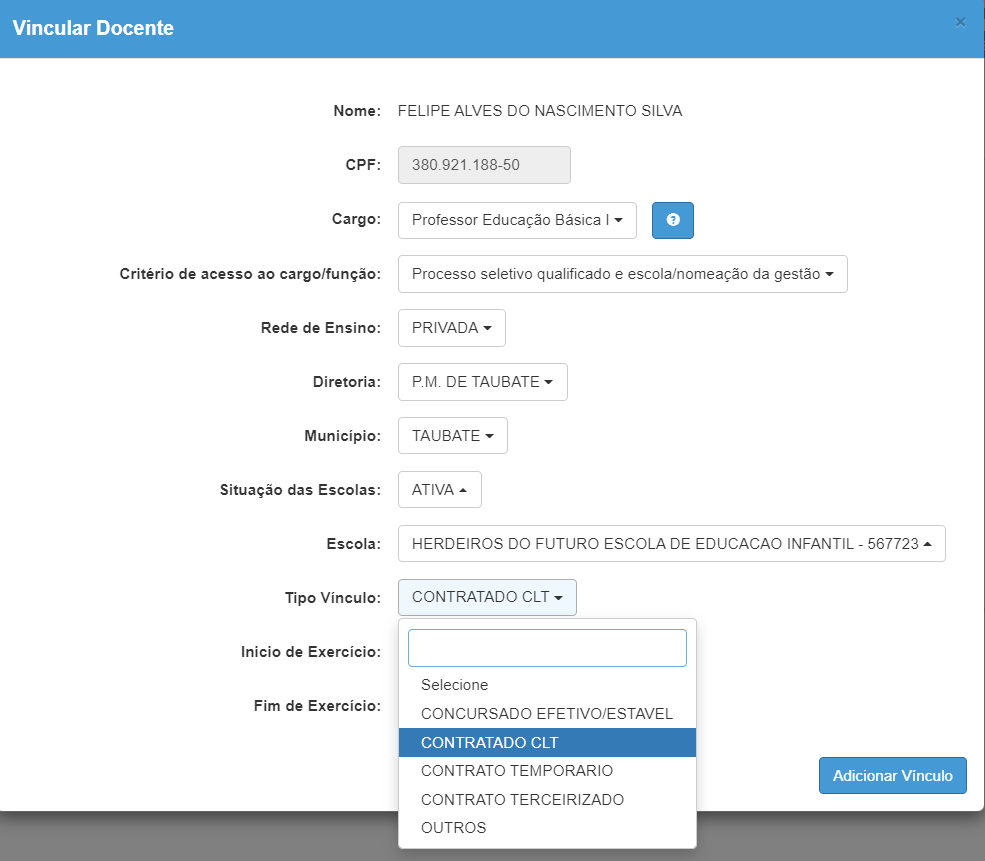 Vincular Docente ×
Nome: FELIPE ALVES DO NASCIMENTO SILVA
CPF: 380.921.188-50
Cargo: Professor Educação Básica I ?
Critério de acesso ao cargo/função: Processo seletivo qualificado e escola/nomeação da gestão
Rede de Ensino: PRIVADA
Diretoria: P.M. DE TAUBATE
Município: TAUBATE
Situação das Escolas: ATIVA
Escola: HERDEIROS DO FUTURO ESCOLA DE EDUCACAO INFANTIL - 567723
Tipo Vínculo: CONTRATADO CLT
Inicio de Exercício:
Fim de Exercício:
Selecione
CONCURSADO EFETIVO/ESTAVEL
CONTRATADO CLT
CONTRATO TEMPORARIO
CONTRATO TERCEIRIZADO
OUTROS
Adicionar Vínculo